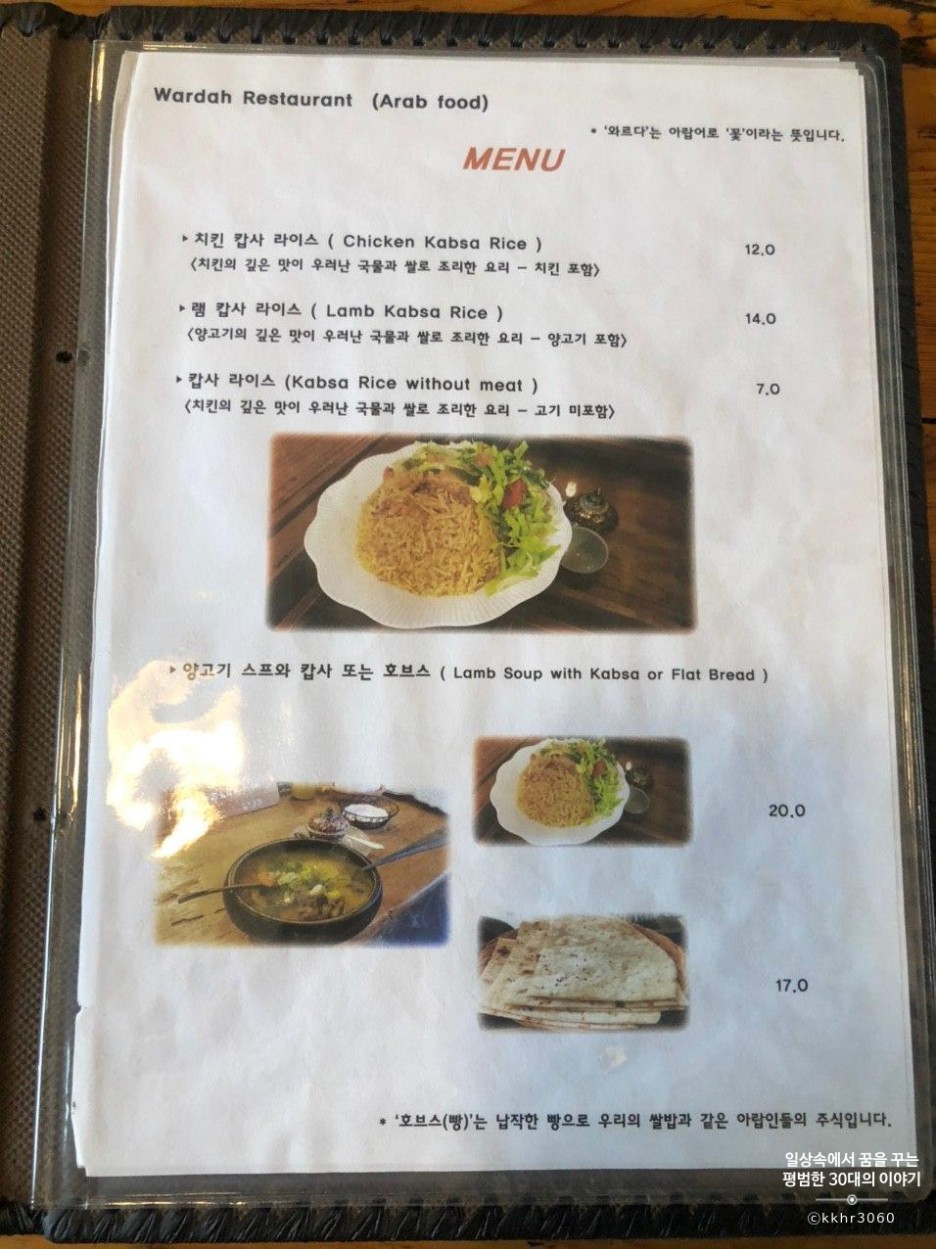 Wardah Restaurant (Arab food)
* '와르다'는 아랍어로 '꽃'이라는 뜻입니다.
MENU
▸ 치킨 캅사 라이스 ( Chicken Kabsa Rice ) 12.0
<치킨의 깊은 맛이 우러난 국물과 쌀로 조리한 요리 - 치킨 포함>
▸ 램 캅사 라이스 ( Lamb Kabsa Rice ) 14.0
<양고기의 깊은 맛이 우러난 국물과 쌀로 조리한 요리 - 양고기 포함>
▸ 캅사 라이스 (Kabsa Rice without meat ) 7.0
<치킨의 깊은 맛이 우러난 국물과 쌀로 조리한 요리 - 고기 미포함>
▸ 양고기 스프와 캅사 또는 호브스 ( Lamb Soup with Kabsa or Flat Bread )
20.0
17.0
* '호브스(빵)'는 납작한 빵으로 우리의 쌀밥과 같은 아랍인들의 주식입니다.
일상속에서 꿈을 꾸는
평범한 30대의 이야기
ⓒkkhr3060